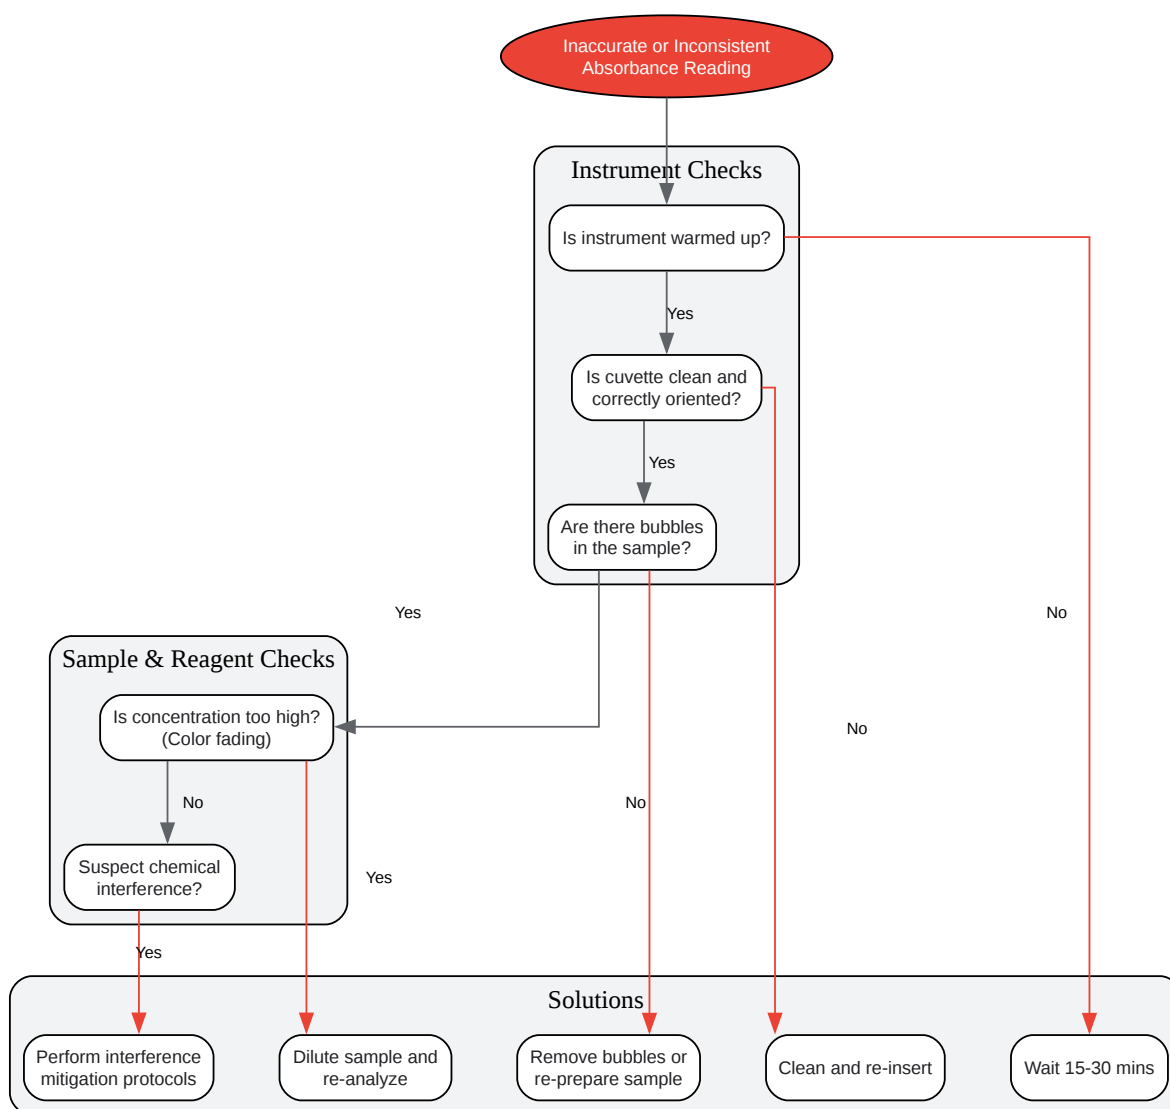 Inaccurate or Inconsistent
Absorbance Reading
Instrument Checks
Is instrument warmed up?
Yes
Is cuvette clean and
correctly oriented?
Yes
Are there bubbles
in the sample?
Yes
No
Sample & Reagent Checks
Is concentration too high?
(Color fading)
No
No
No
Suspect chemical
interference?
Yes
Yes
Solutions
Perform interference
mitigation protocols
Dilute sample and
re-analyze
Remove bubbles or
re-prepare sample
Clean and re-insert
Wait 15-30 mins